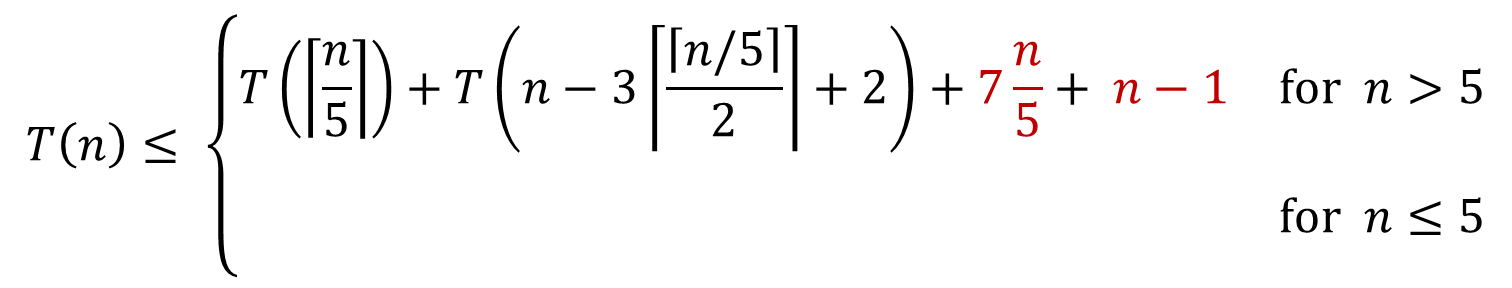 T(n) ≤ { T(⌈n/5⌉) + T(n − 3⌈⌈n/5⌉/2⌉ + 2) + 7 n/5 + n − 1 for n > 5
for n ≤ 5